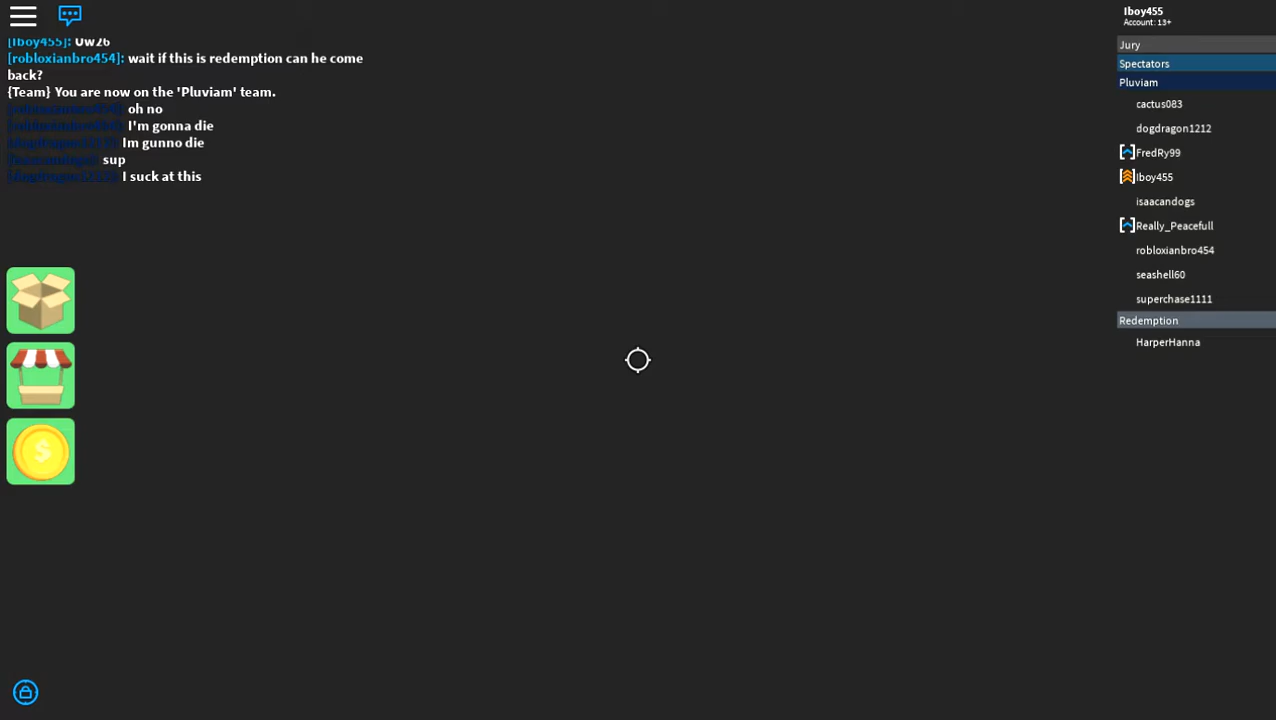 [Iboy455]: Uw26
[robloxianbro454]: wait if this is redemption can he come
back?
{Team} You are now on the 'Pluviam' team.
oh no
I'm gonna die
Im gunno die
sup
I suck at this
Iboy455
Account: 13+
Jury
Spectators
Pluviam
cactus083
dogdragon1212
FredRy99
Iboy455
isaacandogs
Really_Peacefull
robloxianbro454
seashell60
superchase1111
Redemption
HarperHanna